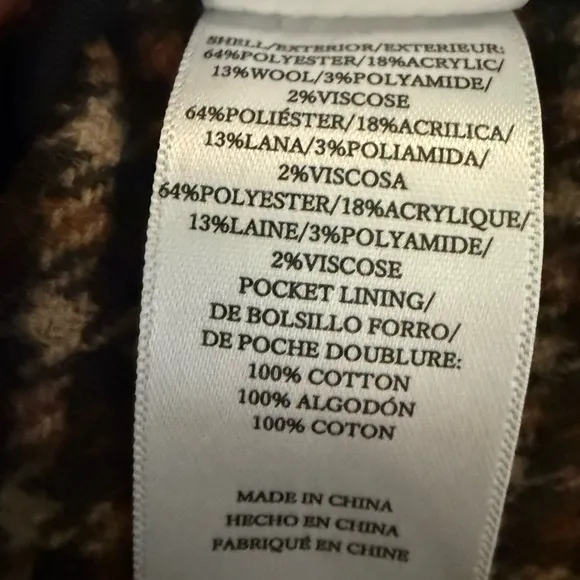 SHELL/EXTERIOR/EXTERIEUR:
64%POLYESTER/18%ACRYLIC/
13%WOOL/3%POLYAMIDE/
2%VISCOSE
64%POLIÉSTER/18%ACRILICA/
13%LANA/3%POLIAMIDA/
2%VISCOSA
64%POLYESTER/18%ACRYLIQUE/
13%LAINE/3%POLYAMIDE/
2%VISCOSE
POCKET LINING/
DE BOLSILLO FORRO/
DE POCHE DOUBLURE:
100% COTTON
100% ALGODÓN
100% COTON
MADE IN CHINA
HECHO EN CHINA
FABRIQUÉ EN CHINE